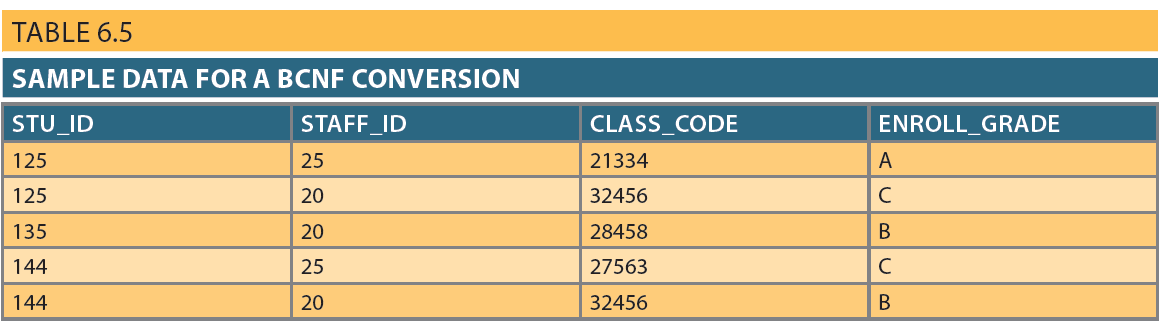 TABLE 6.5
SAMPLE DATA FOR A BCNF CONVERSION
STU_ID STAFF_ID CLASS_CODE ENROLL_GRADE
125 25 21334 A
125 20 32456 C
135 20 28458 B
144 25 27563 C
144 20 32456 B